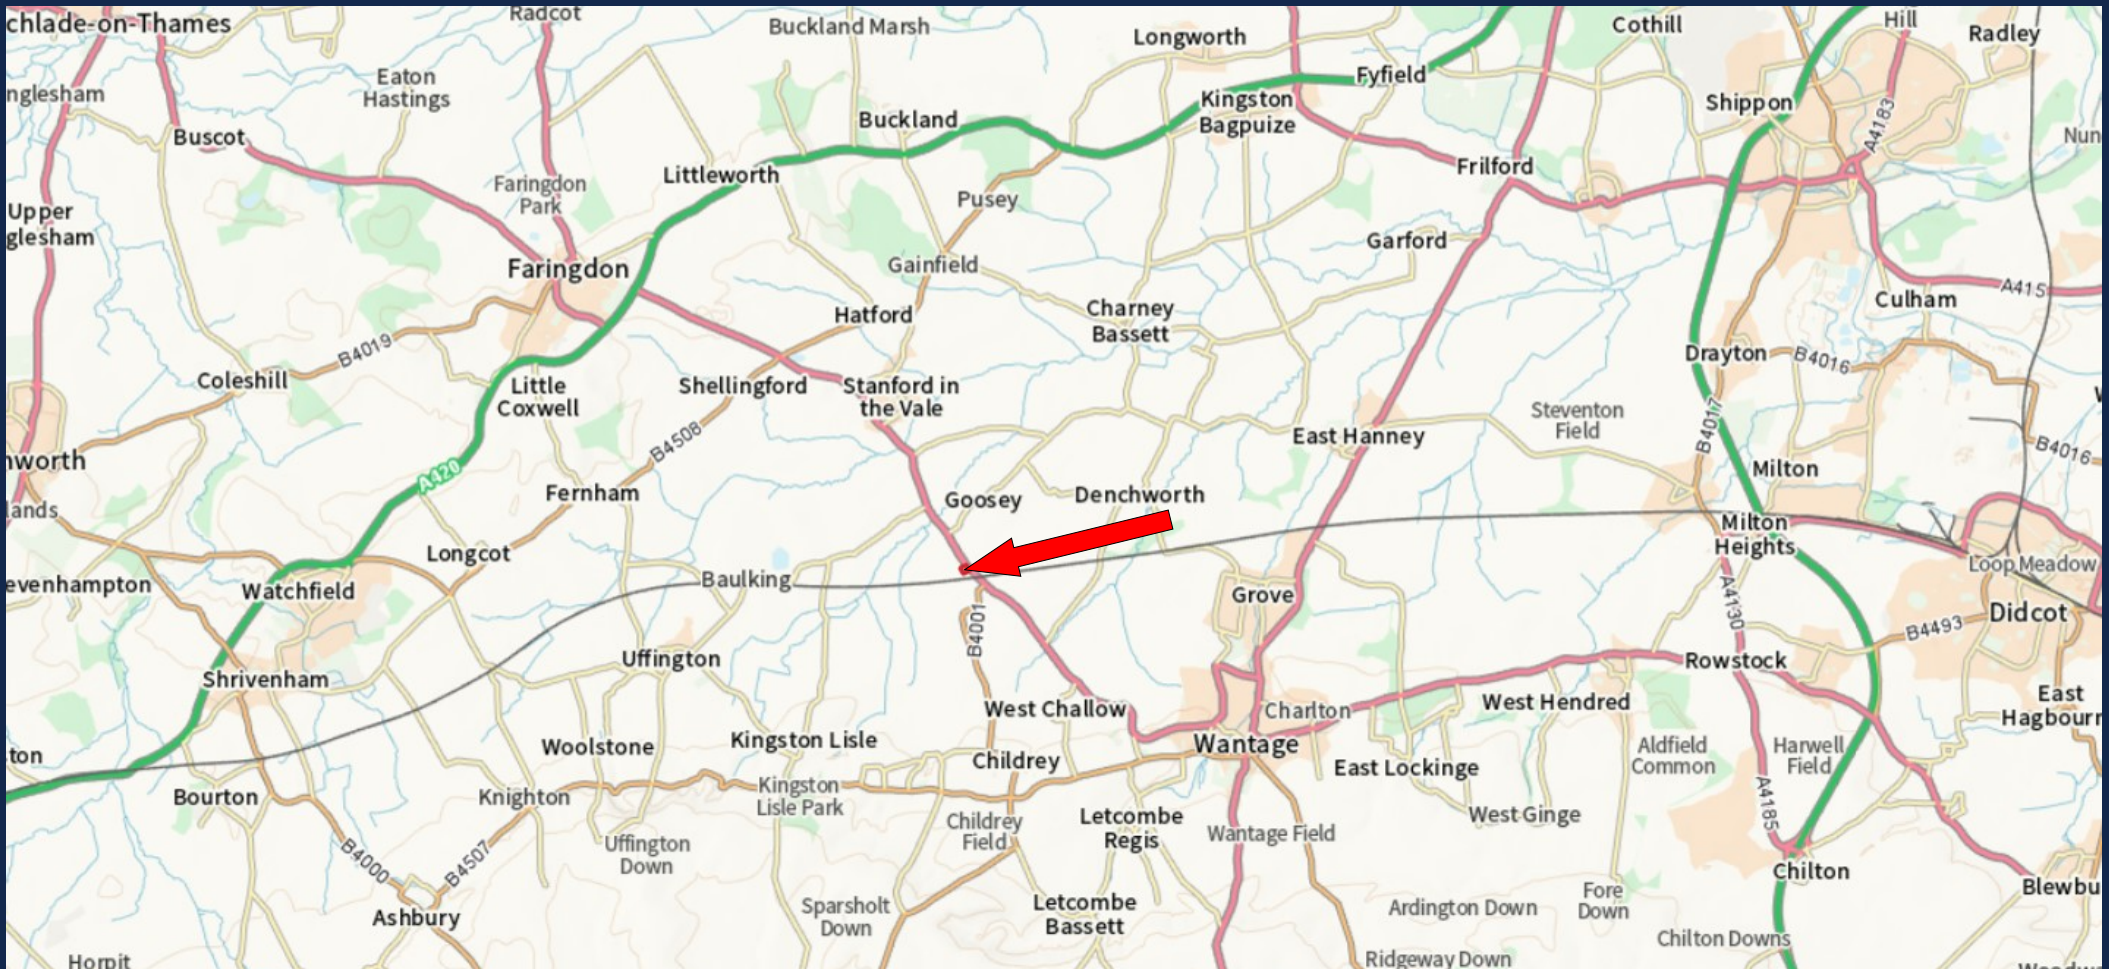 chlade-on-Thames
Radcot
Buckland Marsh
Longworth
Cothill
Hill
Radley
Eaton
Hastings
nglesham
Fyfield
Kingston
Bagpuize
Shippon
A4183
Buscot
Buckland
Nun
Littleworth
Frilford
Faringdon
Park
Pusey
Upper
glesham
Garford
Faringdon
Gainfield
A415
Culham
Hatford
Charney
Bassett
B4019
Drayton
B4016
Coleshill
Little
Coxwell
Shellingford
Stanford in
the Vale
Steventon
Field
B4017
B4508
East Hanney
B4016
nworth
A420
Milton
Fernham
Goosey
Denchworth
lands
Milton
Heights
Longcot
Loop Meadow
evenhampton
Watchfield
Baulking
Grove
A4130
Didcot
B4001
B4493
Uffington
Rowstock
Shrivenham
West Challow
Charlton
West Hendred
East
Hagbourn
ton
Woolstone
Kingston Lisle
Wantage
Aldfield
Common
Harwell
Field
Childrey
East Lockinge
Bourton
Knighton
Kingston
Lisle Park
A4185
Childrey
Field
Letcombe
Regis
Wantage Field
West Ginge
B4000
B4507
Uffington
Down
Chilton
Blewbu
Ashbury
Sparsholt
Down
Letcombe
Bassett
Ardington Down
Fore
Down
Chilton Downs
Horpit
Ridgeway Down